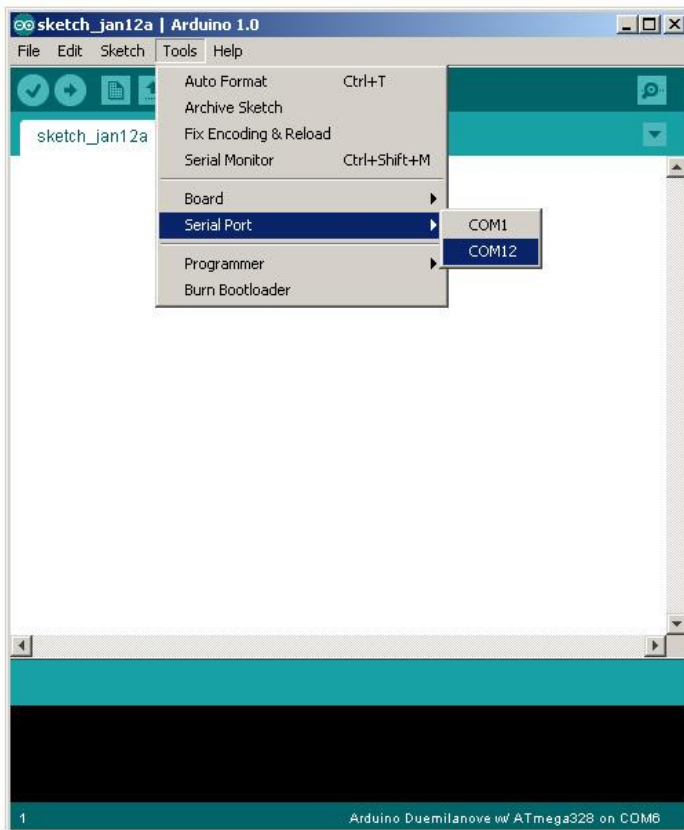 sketch_jan12a | Arduino 1.0
File Edit Sketch Tools Help
sketch_jan12a
Auto Format Ctrl+T
Archive Sketch
Fix Encoding & Reload
Serial Monitor Ctrl+Shift+M
Board
Serial Port
COM1
COM12
Programmer
Burn Bootloader
1 Arduino Duemilanove w/ ATmega328 on COM6